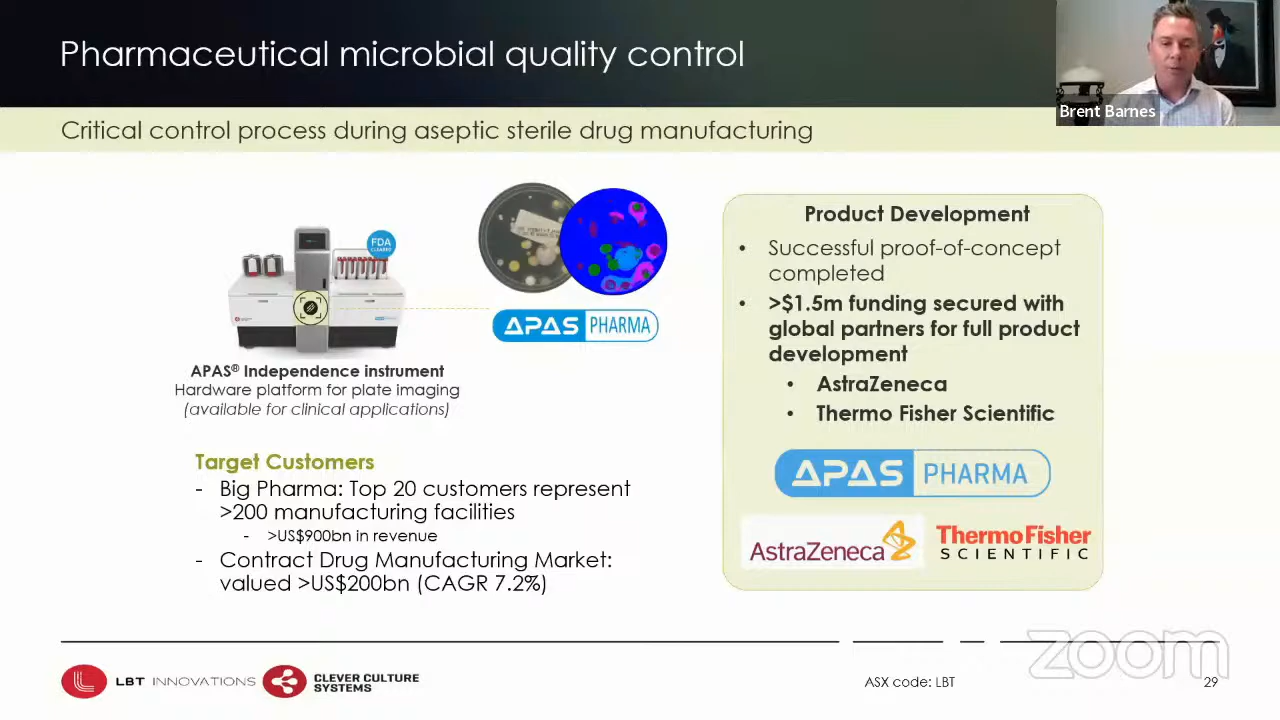 Pharmaceutical microbial quality control
Brent Barnes
Critical control process during aseptic sterile drug manufacturing
FDA
CLEARED
APAS PHARMA
APAS® Independence instrument
Hardware platform for plate imaging
(available for clinical applications)
Target Customers
- Big Pharma: Top 20 customers represent
>200 manufacturing facilities
- >US$900bn in revenue
- Contract Drug Manufacturing Market:
valued >US$200bn (CAGR 7.2%)
Product Development
• Successful proof-of-concept
completed
• >$1.5m funding secured with
global partners for full product
development
• AstraZeneca
• Thermo Fisher Scientific
APAS PHARMA
AstraZeneca
ThermoFisher
SCIENTIFIC
zoom
LBT INNOVATIONS
CLEVER CULTURE
SYSTEMS
ASX code: LBT
29